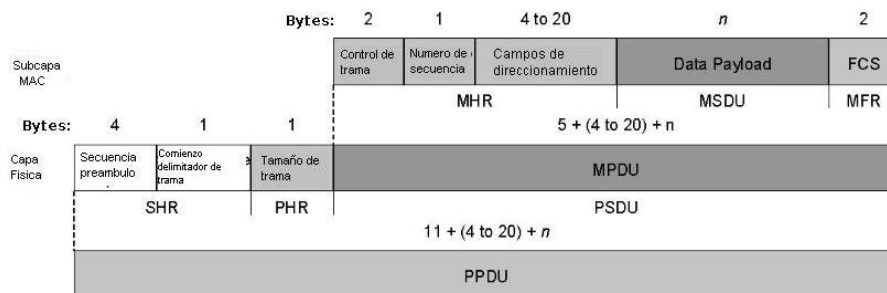 Bytes: 2 1 4 to 20 n 2
Subcapa MAC
Control de trama
Numero de secuencia
Campos de direccionamiento
Data Payload
FCS
MHR MSDU MFR
Bytes: 4 1 1 5 + (4 to 20) + n
Capa Fisica
Secuencia preambulo
Comienzo delimitador de trama
Tamaño de trama
MPDU
SHR PHR PSDU
11 + (4 to 20) + n
PPDU